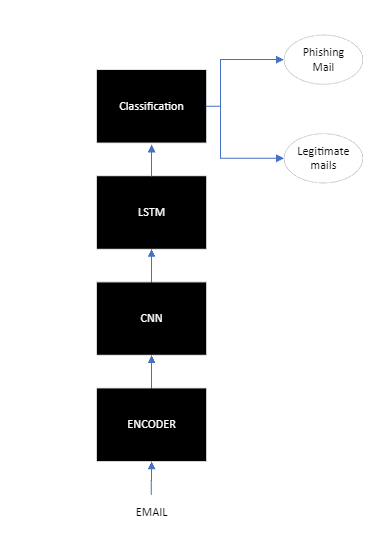 Phishing
Mail
Classification
Legitimate
mails
LSTM
CNN
ENCODER
EMAIL